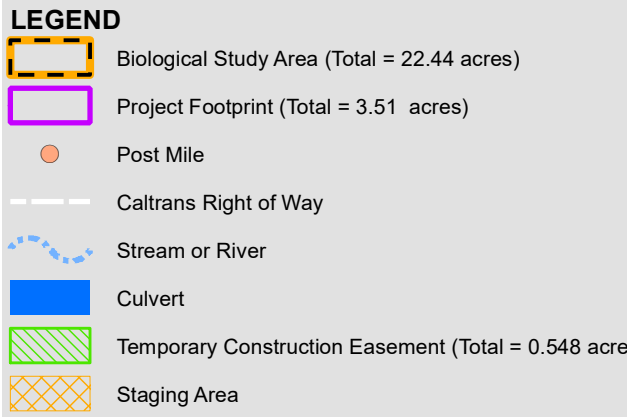 LEGEND
Biological Study Area (Total = 22.44 acres)
Project Footprint (Total = 3.51 acres)
Post Mile
Caltrans Right of Way
Stream or River
Culvert
Temporary Construction Easement (Total = 0.548 acre
Staging Area